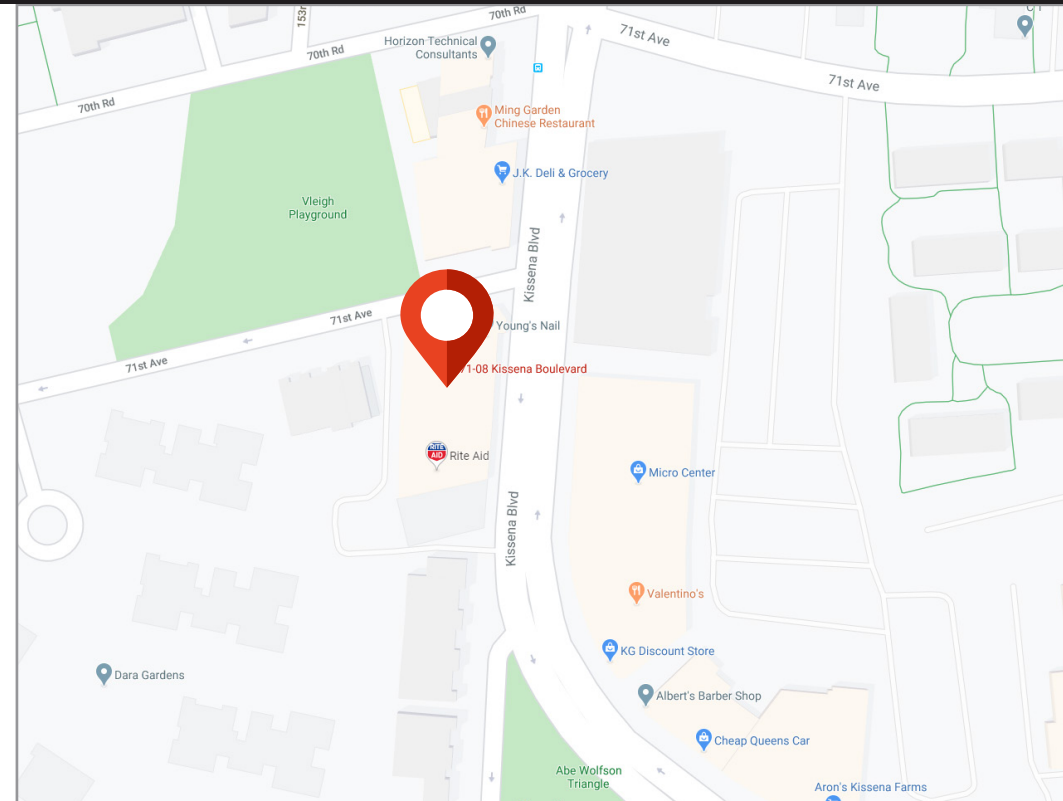 70th Rd
153r
71st Ave
Horizon Technical
Consultants
70th Rd
71st Ave
70th Rd
Ming Garden
Chinese Restaurant
J.K. Deli & Grocery
Vleigh
Playground
Kissena Blvd
71st Ave
Young's Nail
71st Ave
71-08 Kissena Boulevard
RITE
AID
Rite Aid
Micro Center
Kissena Blvd
Valentino's
KG Discount Store
Dara Gardens
Albert's Barber Shop
Cheap Queens Car
Abe Wolfson
Triangle
Aron's Kissena Farms